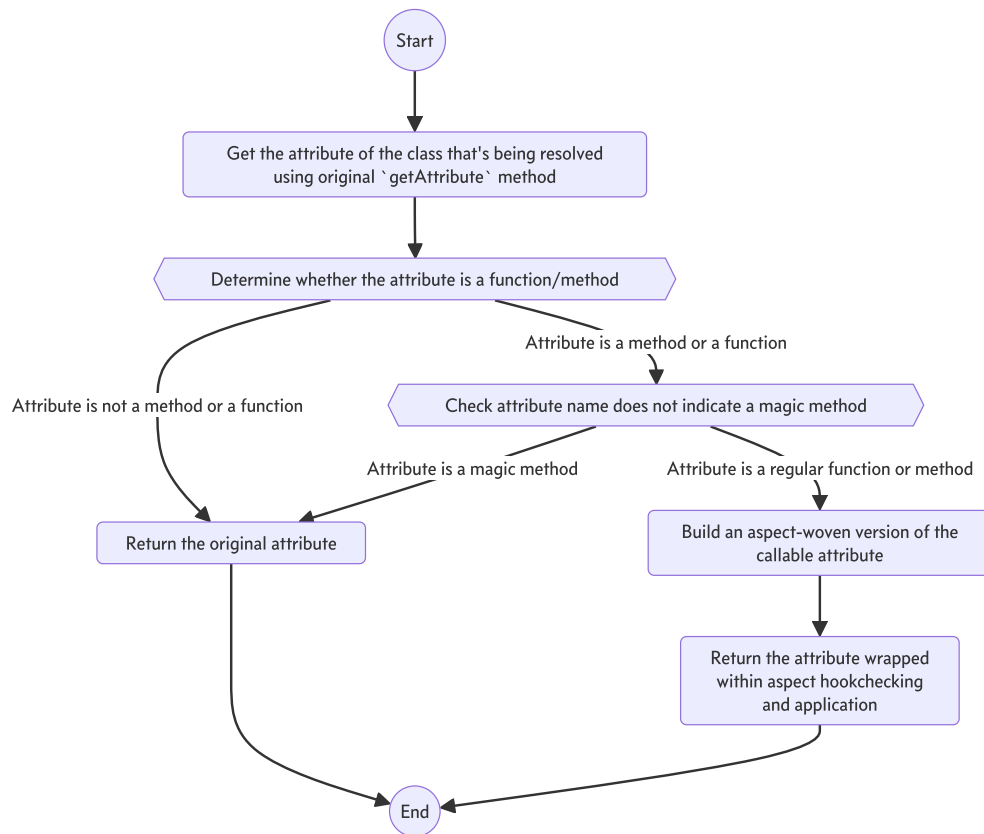 Start
Get the attribute of the class that's being resolved
using original `getAttribute` method
Determine whether the attribute is a function/method
Attribute is a method or a function
Attribute is not a method or a function
Check attribute name does not indicate a magic method
Attribute is a magic method
Attribute is a regular function or method
Return the original attribute
Build an aspect-woven version of the
callable attribute
Return the attribute wrapped
within aspect hookchecking
and application
End